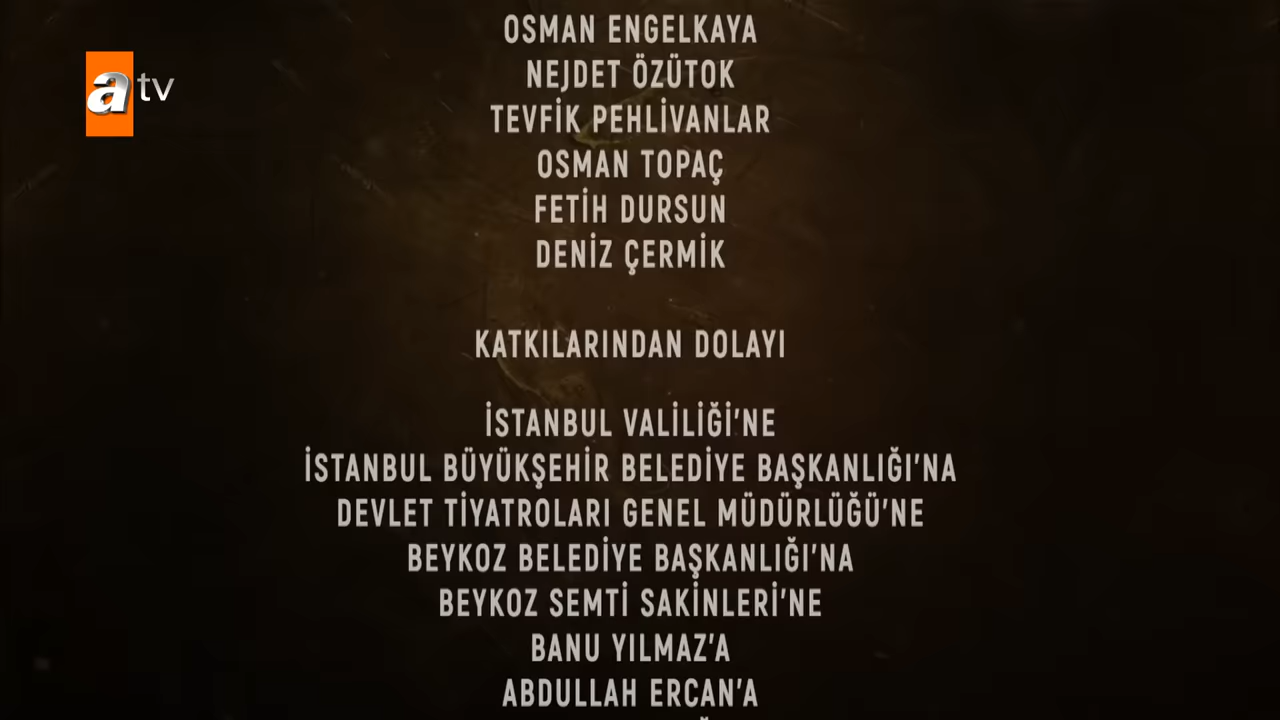 OSMAN ENGELKAYA
NEJDET ÖZÜTOK
atv
TEVFİK PEHLİVANLAR
OSMAN TOPAÇ
FETİH DURSUN
DENİZ ÇERMİK
KATKILARINDAN DOLAYI
İSTANBUL VALİLİĞİ'NE
İSTANBUL BÜYÜKŞEHİR BELEDİYE BAŞKANLIĞI'NA
DEVLET TİYATROLARI GENEL MÜDÜRLÜĞÜ'NE
BEYKOZ BELEDİYE BAŞKANLIĞI'NA
BEYKOZ SEMTİ SAKİNLERİ'NE
BANU YILMAZ'A
ABDULLAH ERCAN'A